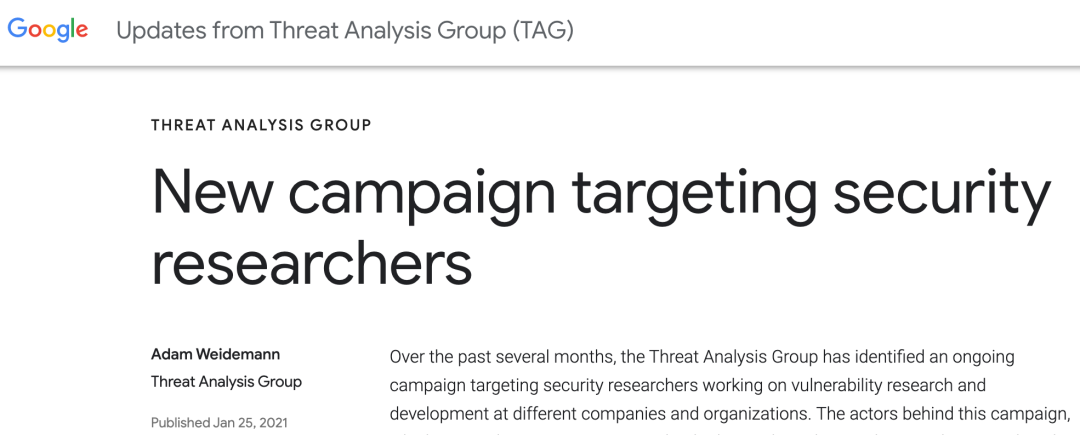 Google Updates from Threat Analysis Group (TAG)
THREAT ANALYSIS GROUP
New campaign targeting security
researchers
Adam Weidemann
Threat Analysis Group
Published Jan 25, 2021
Over the past several months, the Threat Analysis Group has identified an ongoing
campaign targeting security researchers working on vulnerability research and
development at different companies and organizations. The actors behind this campaign,